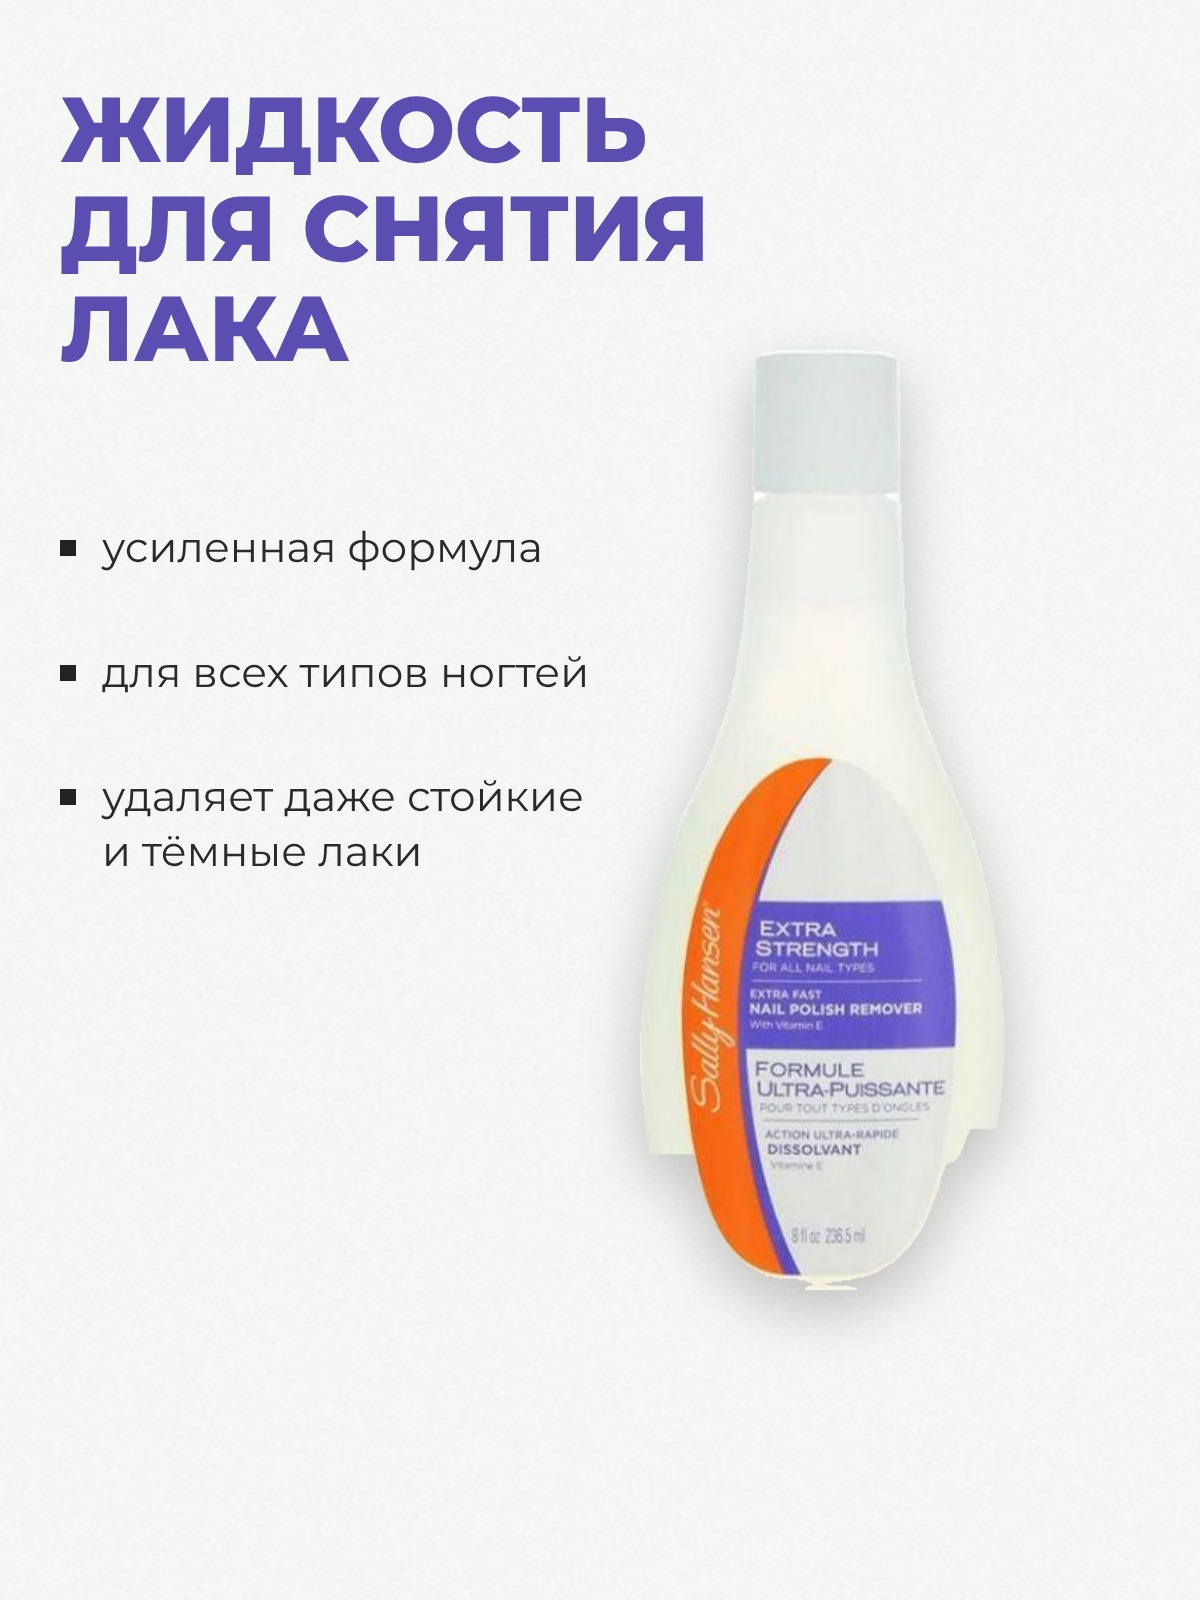 ЖИДКОСТЬ
ДЛЯ СНЯТИЯ
ЛАКА
усиленная формула
для всех типов ногтей
удаляет даже стойкие
и тёмные лаки
Sally Hansen
EXTRA
STRENGTH
FOR ALL NAIL TYPES
EXTRA FAST
NAIL POLISH REMOVER
With Vitamin E
FORMULE
ULTRA-PUISSANTE
POUR TOUT TYPES D'ONGLES
ACTION ULTRA-RAPIDE
DISSOLVANT
Vitamine E
8 fl oz 236.5 ml